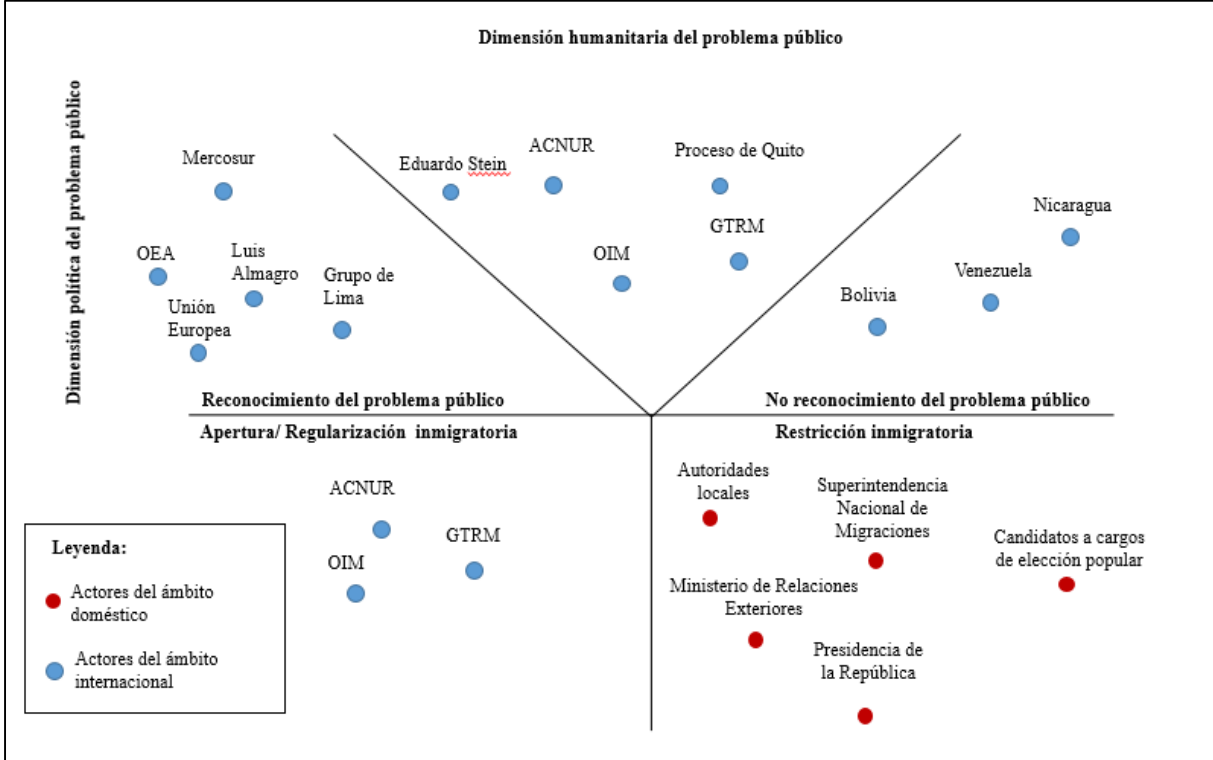 Dimensión humanitaria del problema público
Dimensión política del problema público
Mercosur
Eduardo Stein
ACNUR
Proceso de Quito
Nicaragua
OEA
Luis
Almagro
Grupo de
Lima
OIM
GTRM
Venezuela
Unión
Europea
Bolivia
Reconocimiento del problema público
No reconocimiento del problema público
Apertura/ Regularización inmigratoria
Restricción inmigratoria
ACNUR
GTRM
OIM
Autoridades
locales
Superintendencia
Nacional de
Migraciones
Candidatos a cargos
de elección popular
Ministerio de Relaciones
Exteriores
Presidencia de
la República
Leyenda:
Actores del ámbito
doméstico
Actores del ámbito
internacional